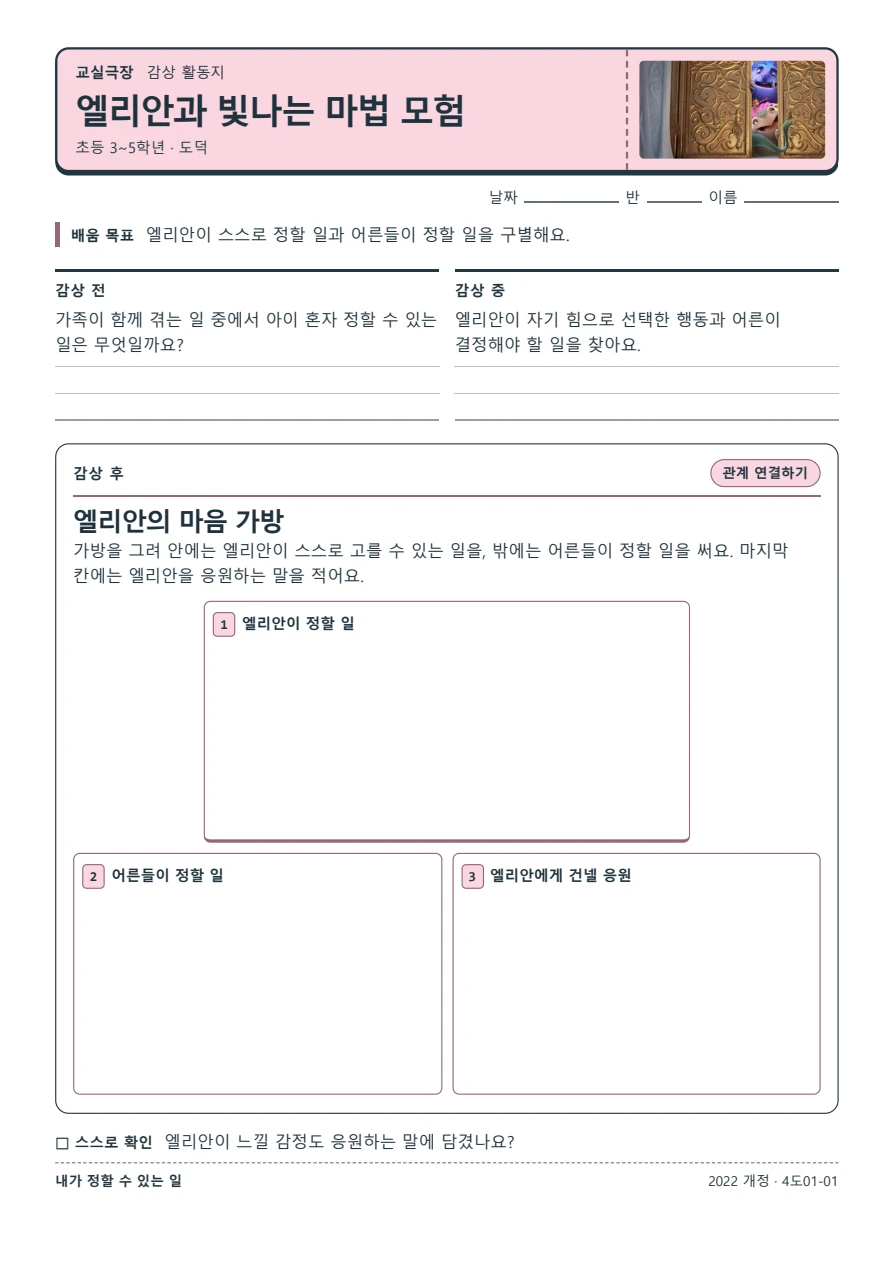 교실극장 감상 활동지
엘리안과 빛나는 마법 모험
초등 3~5학년 · 도덕
날짜 반 이름
배움 목표 엘리안이 스스로 정할 일과 어른들이 정할 일을 구별해요.
감상 전
가족이 함께 겪는 일 중에서 아이 혼자 정할 수 있는
일은 무엇일까요?
감상 중
엘리안이 자기 힘으로 선택한 행동과 어른이
결정해야 할 일을 찾아요.
감상 후
관계 연결하기
엘리안의 마음 가방
가방을 그려 안에는 엘리안이 스스로 고를 수 있는 일을, 밖에는 어른들이 정할 일을 써요. 마지막
칸에는 엘리안을 응원하는 말을 적어요.
1 엘리안이 정할 일
2 어른들이 정할 일
3 엘리안에게 건넬 응원
스스로 확인 엘리안이 느낄 감정도 응원하는 말에 담겼나요?
내가 정할 수 있는 일
2022 개정 · 4도01-01